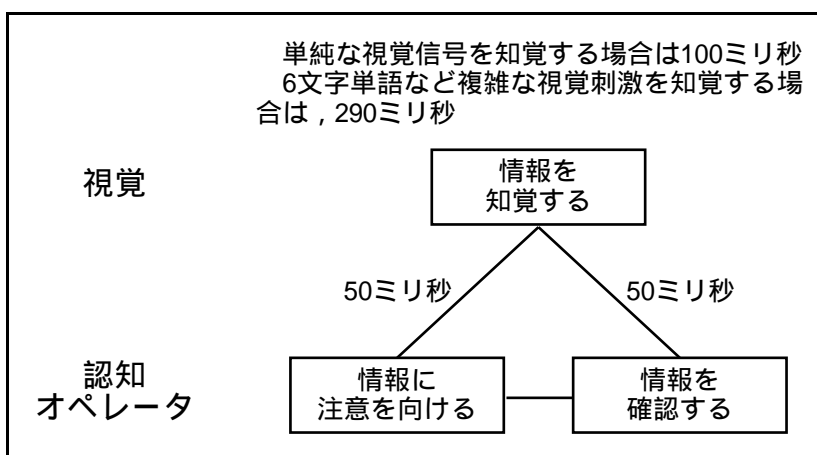 単純な視覚信号を知覚する場合は100ミリ秒
6文字単語など複雑な視覚刺激を知覚する場
合は，290ミリ秒
視覚
情報を
知覚する
50ミリ秒
50ミリ秒
認知
オペレータ
情報に
注意を向ける
情報を
確認する